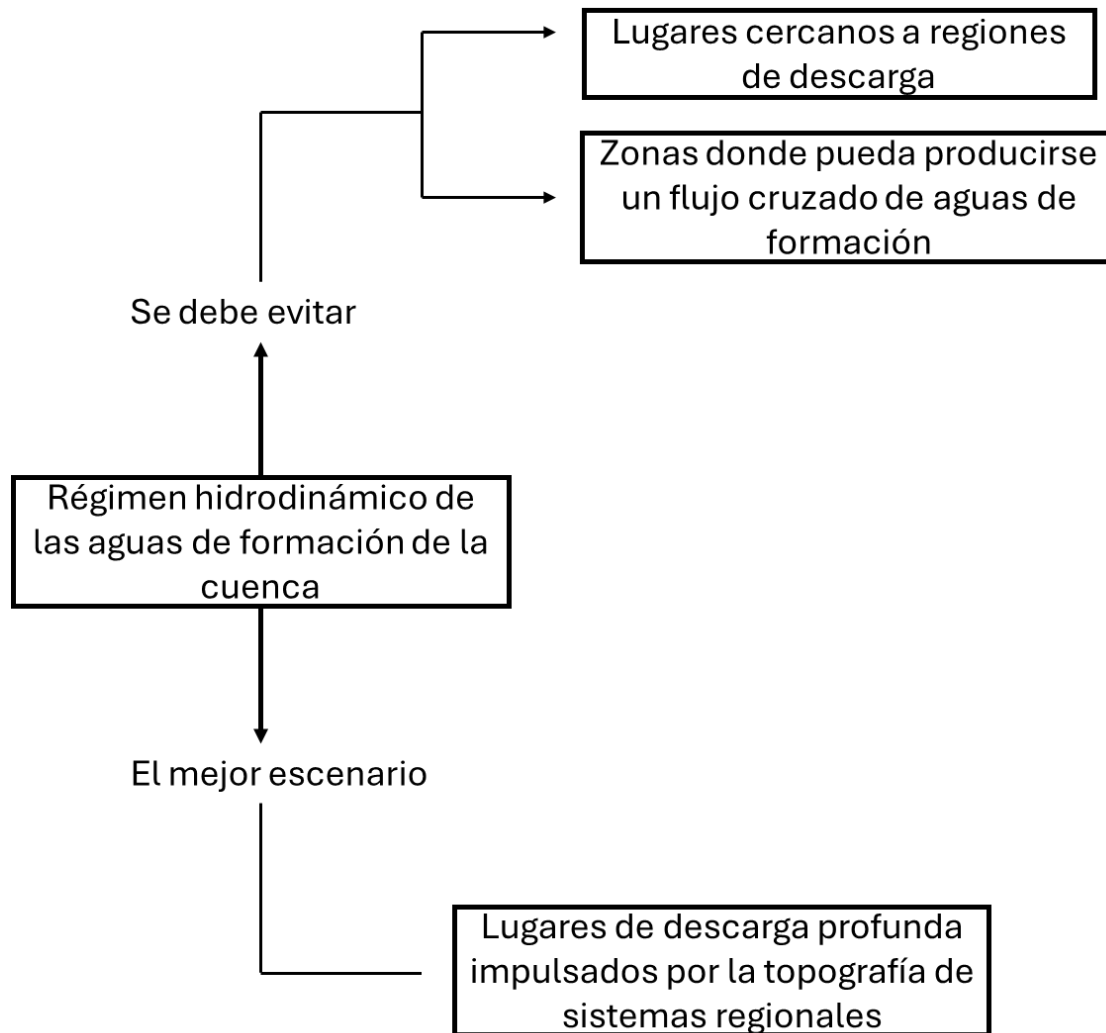 Lugares cercanos a regiones
de descarga
Zonas donde pueda producirse
un flujo cruzado de aguas de
formación
Se debe evitar
Régimen hidrodinámico de
las aguas de formación de la
cuenca
El mejor escenario
Lugares de descarga profunda
impulsados por la topografía de
sistemas regionales